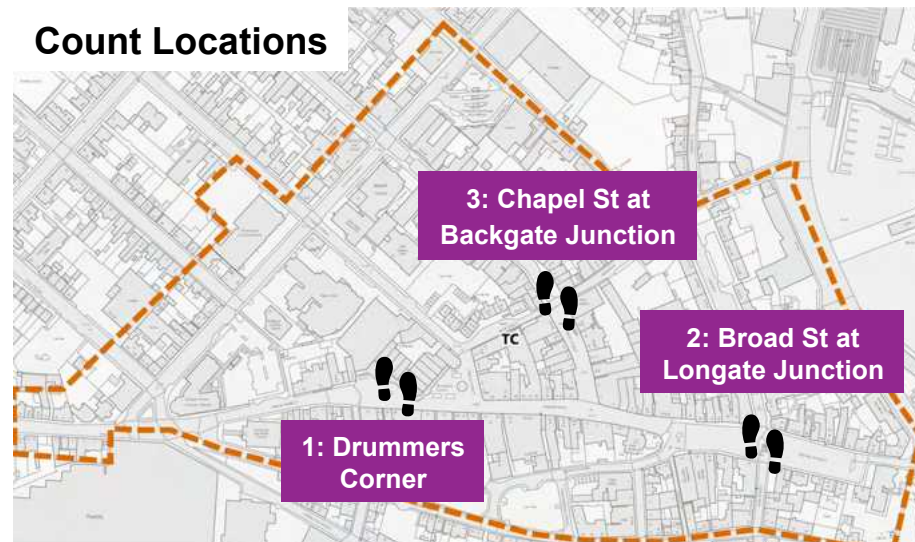 Count Locations
3: Chapel St at
Backgate Junction
TC
2: Broad St at
Longate Junction
1: Drummers
Corner